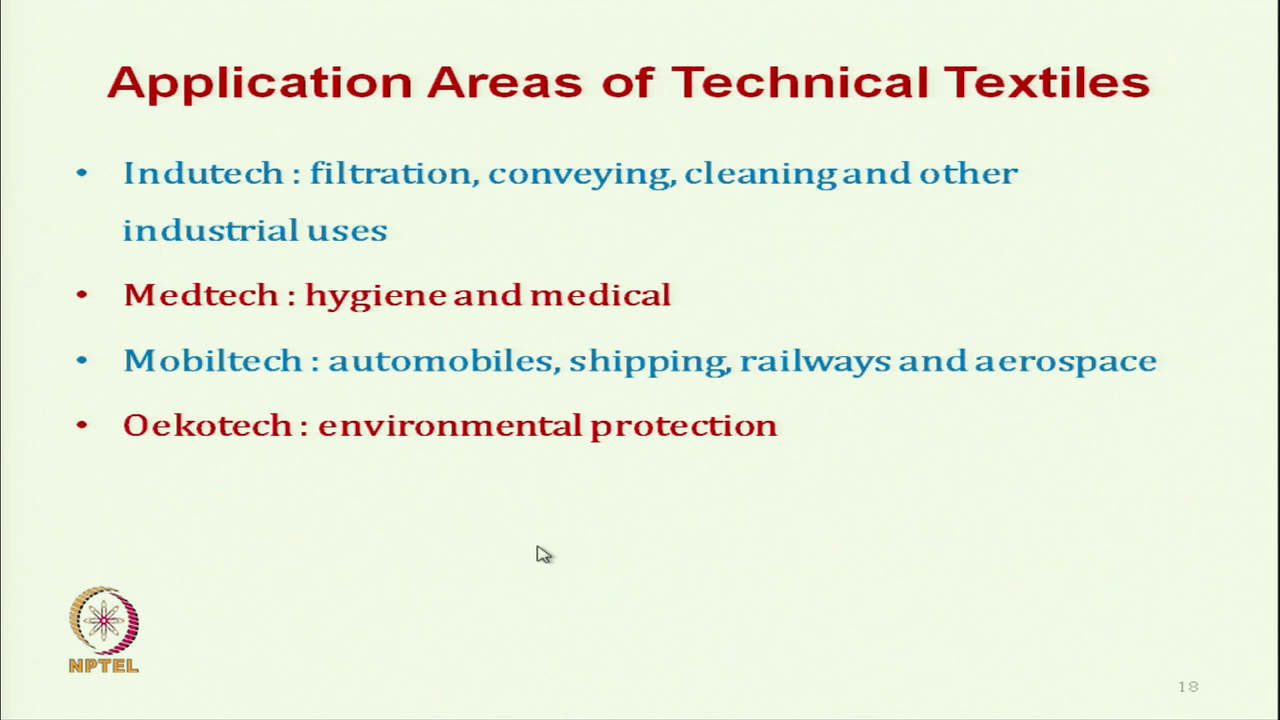 Application Areas of Technical Textiles
• Indutech : filtration, conveying, cleaning and other
industrial uses
• Medtech : hygiene and medical
• Mobiltech : automobiles, shipping, railways and aerospace
• Oekotech : environmental protection
NPTEL
18